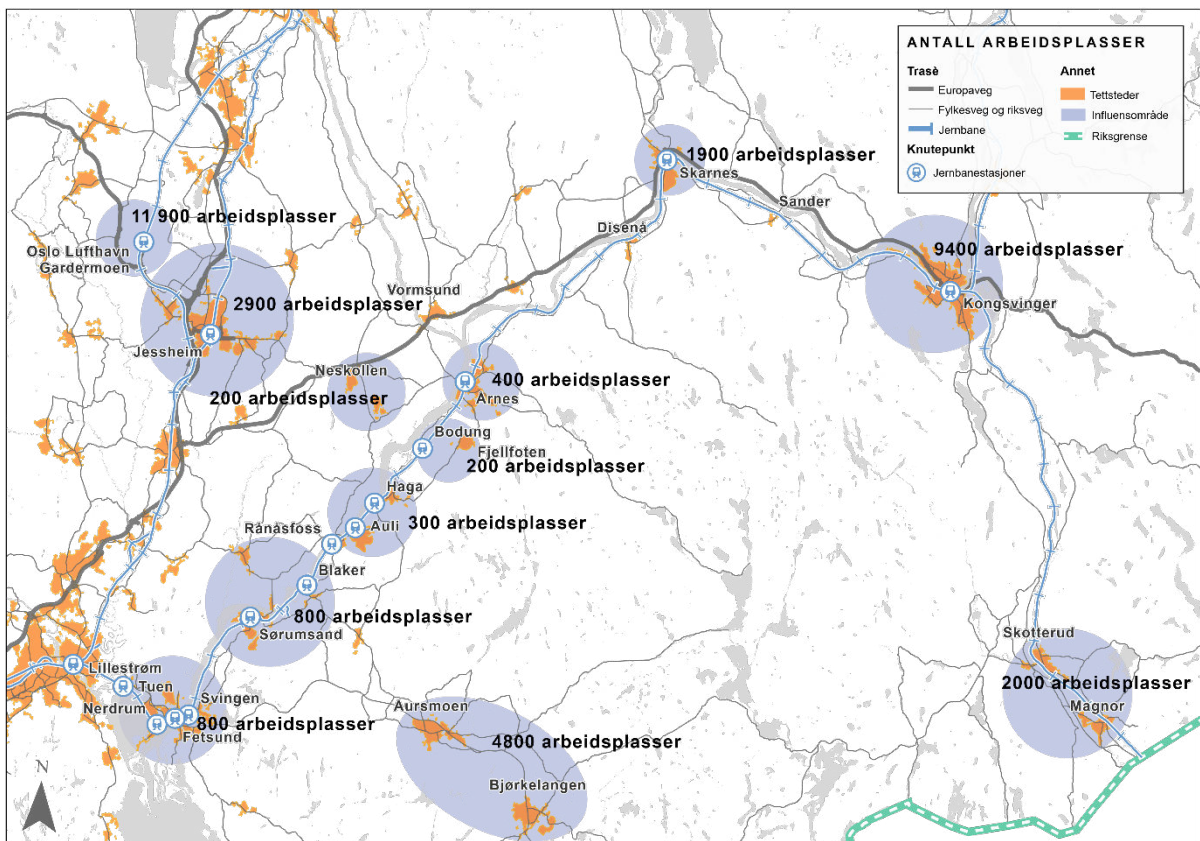 ANTALL ARBEIDSPLASSER
Trasè
Europaveg
Fylkesveg og riksveg
Jernbane
Knutepunkt
Jernbanestasjoner
Annet
Tettsteder
Influensområde
Riksgrense
1900 arbeidsplasser
Skarnes
Sander
11 900 arbeidsplasser
Oslo Lufthavn
Gardermoen
Disenå
9400 arbeidsplasser
Kongsvinger
2900 arbeidsplasser
Vormsund
Jessheim
Neskollen
200 arbeidsplasser
400 arbeidsplasser
Årnes
Bodung
Fjellfoten
200 arbeidsplasser
Haga
Rånåsfoss
Auli
300 arbeidsplasser
Blaker
800 arbeidsplasser
Sørumsand
Skotterud
2000 arbeidsplasser
Magnor
Lillestrøm
Tuen
Nerdrum
Svingen
800 arbeidsplasser
Fetsund
Aursmoen
4800 arbeidsplasser
Bjørkelangen
N